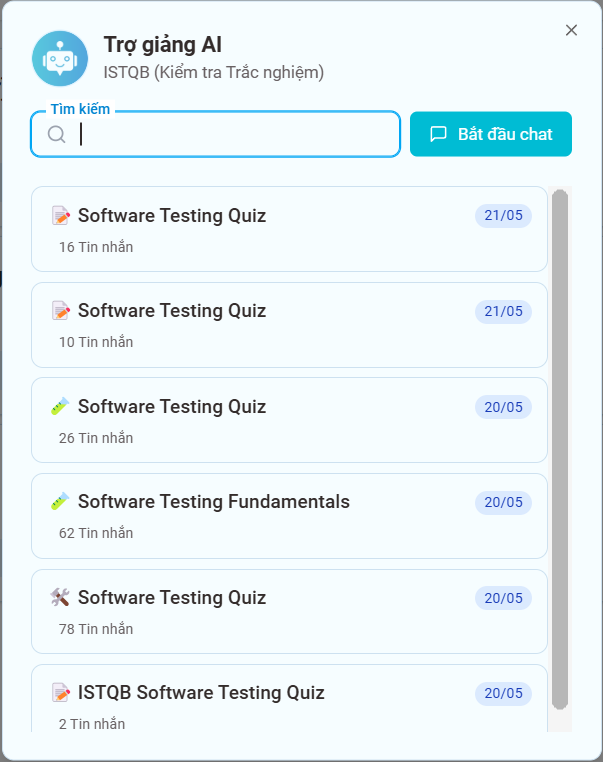 Trợ giảng AI
ISTQB (Kiểm tra Trắc nghiệm)
Tìm kiếm
Bắt đầu chat
Software Testing Quiz 21/05
16 Tin nhắn
Software Testing Quiz 21/05
10 Tin nhắn
Software Testing Quiz 20/05
26 Tin nhắn
Software Testing Fundamentals 20/05
62 Tin nhắn
Software Testing Quiz 20/05
78 Tin nhắn
ISTQB Software Testing Quiz 20/05
2 Tin nhắn